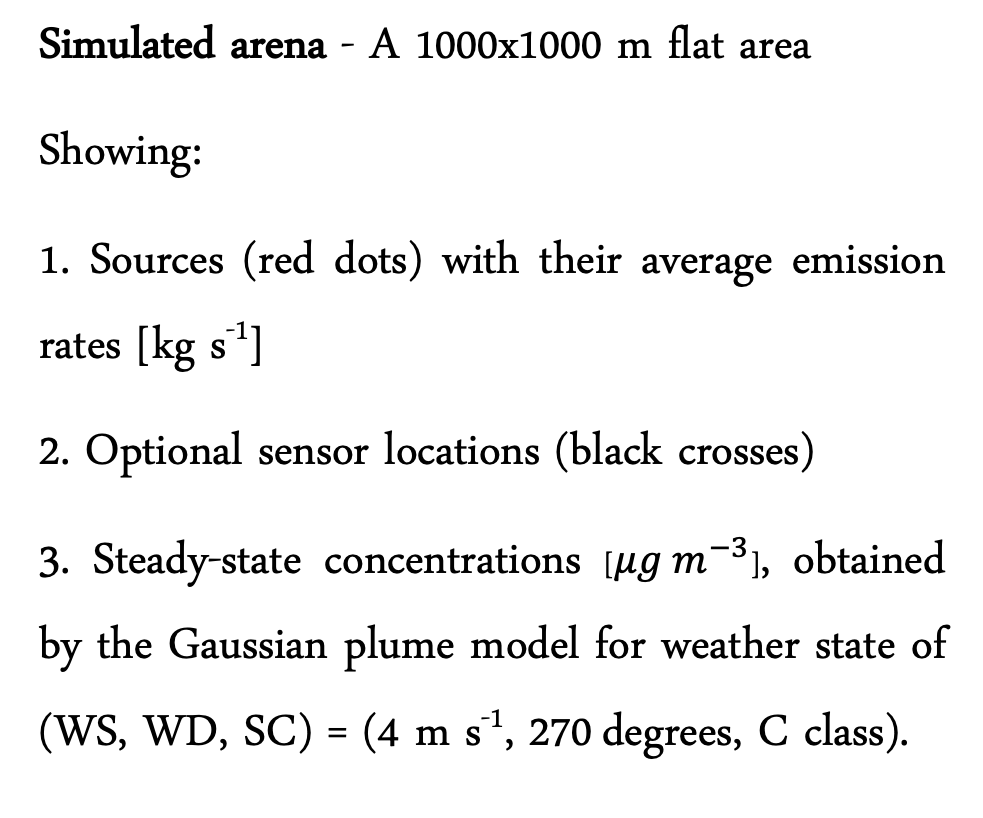 Simulated arena - A 1000x1000 m flat area
Showing:
1. Sources (red dots) with their average emission
rates [kg s⁻¹]
2. Optional sensor locations (black crosses)
3. Steady-state concentrations [μg m⁻³], obtained
by the Gaussian plume model for weather state of
(WS, WD, SC) = (4 m s⁻¹, 270 degrees, C class).